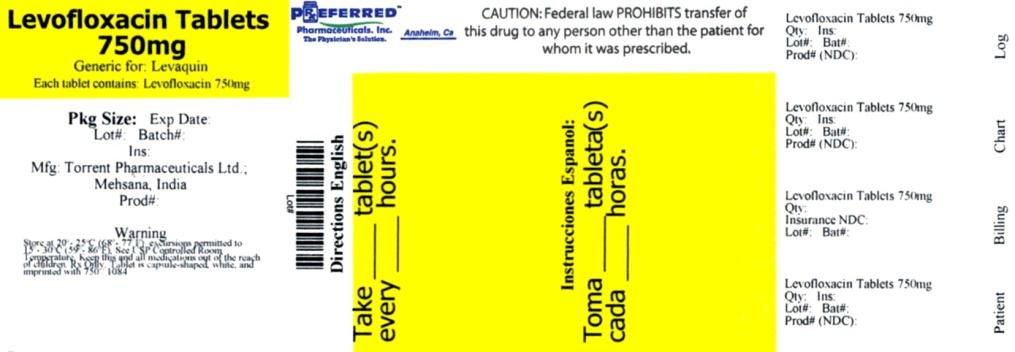 Levofloxacin Tablets
750mg
Generic for: Levaquin
Each tablet contains: Levofloxacin 750mg
Pkg Size: Exp Date:
Lot#: Batch#:
Ins:
Mfg: Torrent Pharmaceuticals Ltd.;
Mehsana, India
Prod#:
Warning
Store at 20°- 25°C (68°- 77°F), excursions permitted to
15°- 30°C (59°- 86°F). See USP Controlled Room
Temperature. Keep this and all medications out of the reach
of children. Rx Only. Tablet is capsule-shaped, white, and
imprinted with 750 1084
PREFERRED
Pharmaceuticals. Inc.
The Physician's Solution.
Anaheim, Ca
CAUTION: Federal law PROHIBITS transfer of
this drug to any person other than the patient for
whom it was prescribed.
Lot#
Directions English
Take ____ tablet(s)
every ____ hours.
Instrucciones Espanol:
Toma ____ tableta(s)
cada ____ horas.
Levofloxacin Tablets 750mg
Qty: Ins:
Lot#: Bat#:
Prod# (NDC):
Log
Levofloxacin Tablets 750mg
Qty: Ins:
Lot#: Bat#:
Prod# (NDC):
Chart
Levofloxacin Tablets 750mg
Qty:
Insurance NDC:
Lot#: Bat#:
Billing
Levofloxacin Tablets 750mg
Qty: Ins:
Lot#: Bat#:
Prod# (NDC):
Patient